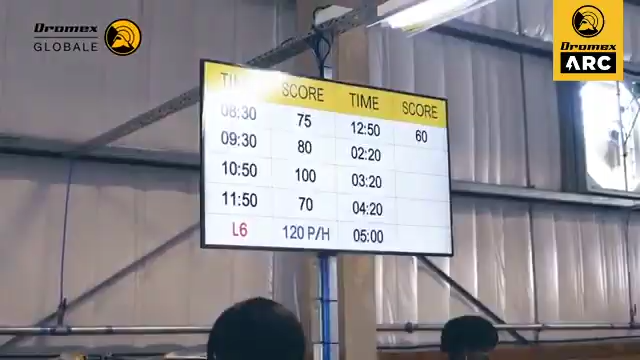 Dromex
GLOBALE
Dromex
ARC
TIME SCORE TIME SCORE
08:30 75 12:50 60
09:30 80 02:20
10:50 100 03:20
11:50 70 04:20
L6 120 P/H 05:00